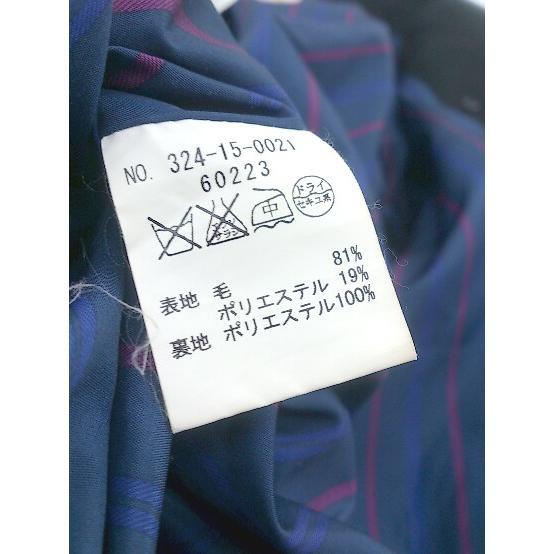 NO. 324-15-0021
60223
中
ドライ
セキユ系
表地 毛 81%
ポリエステル 19%
裏地 ポリエステル100%